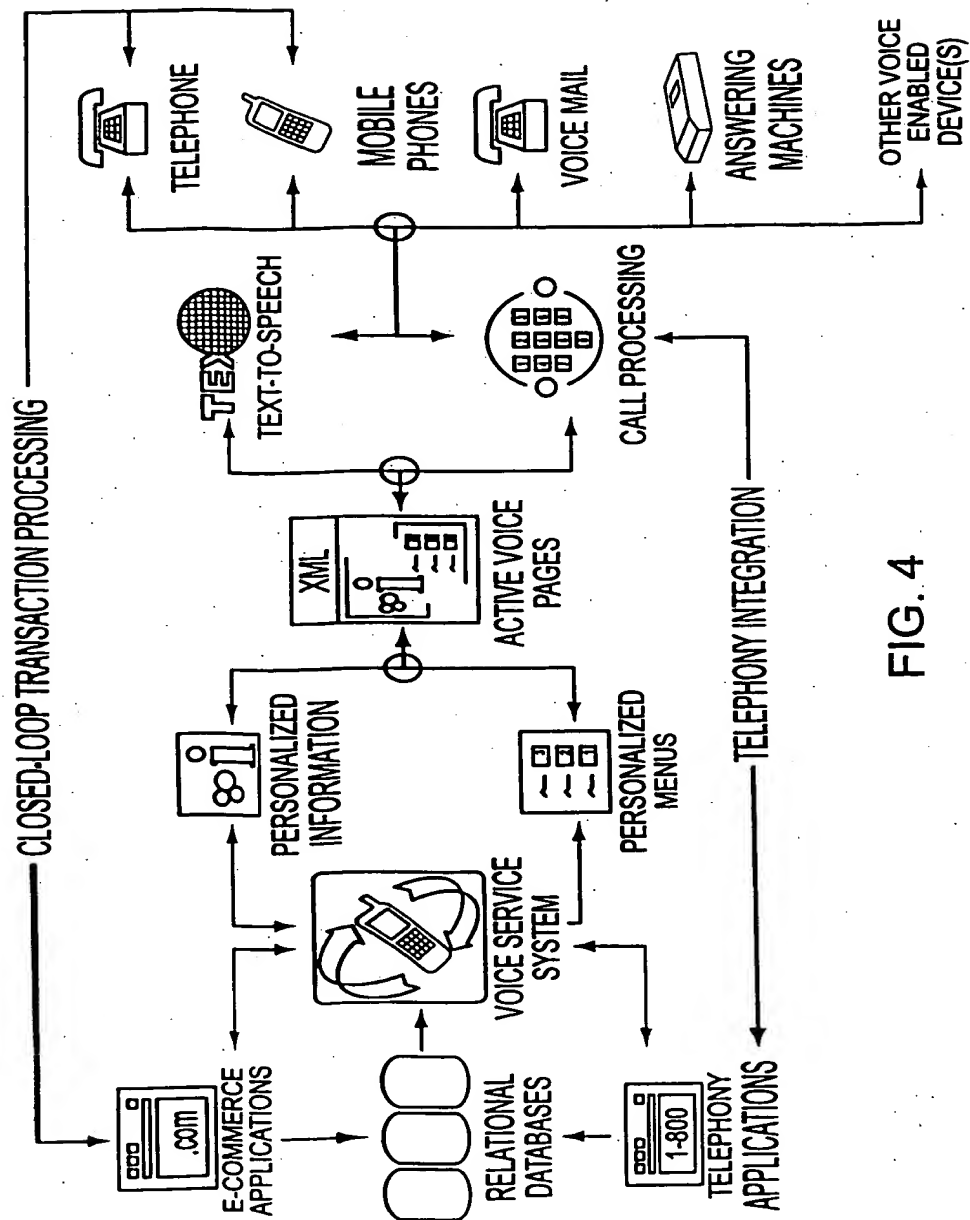 CLOSED-LOOP TRANSACTION PROCESSING
.com
E-COMMERCE
APPLICATIONS
RELATIONAL
DATABASES
1-800
TELEPHONY
APPLICATIONS
VOICE SERVICE
SYSTEM
PERSONALIZED
INFORMATION
PERSONALIZED
MENUS
XML
ACTIVE VOICE
PAGES
TEX
TEXT-TO-SPEECH
CALL PROCESSING
TELEPHONE
MOBILE
PHONES
VOICE MAIL
ANSWERING
MACHINES
OTHER VOICE
ENABLED
DEVICE(S)
TELEPHONY INTEGRATION
FIG. 4